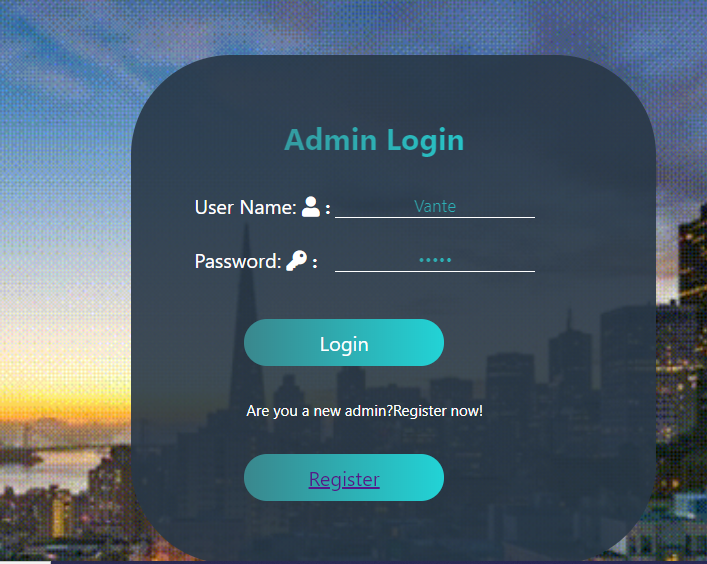 Admin Login
User Name: : Vante
Password: : •••••
Login
Are you a new admin?Register now!
Register